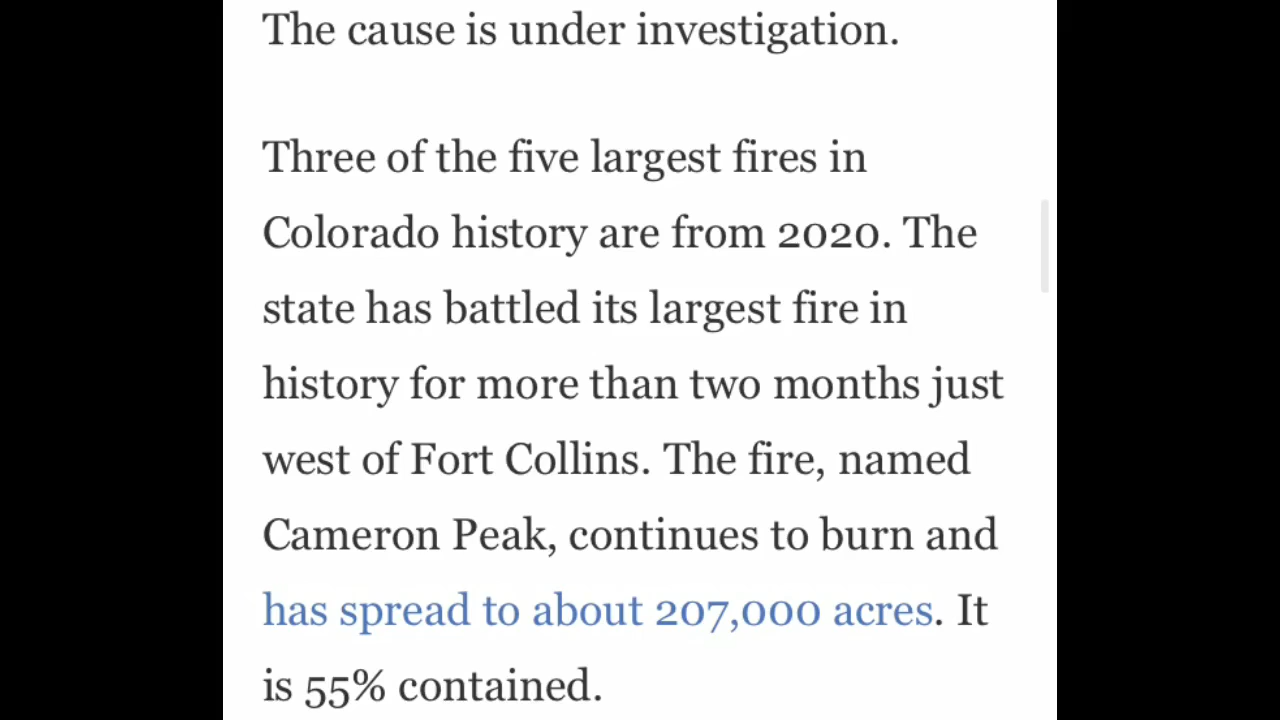 The cause is under investigation.
Three of the five largest fires in
Colorado history are from 2020. The
state has battled its largest fire in
history for more than two months just
west of Fort Collins. The fire, named
Cameron Peak, continues to burn and
has spread to about 207,000 acres. It
is 55% contained.